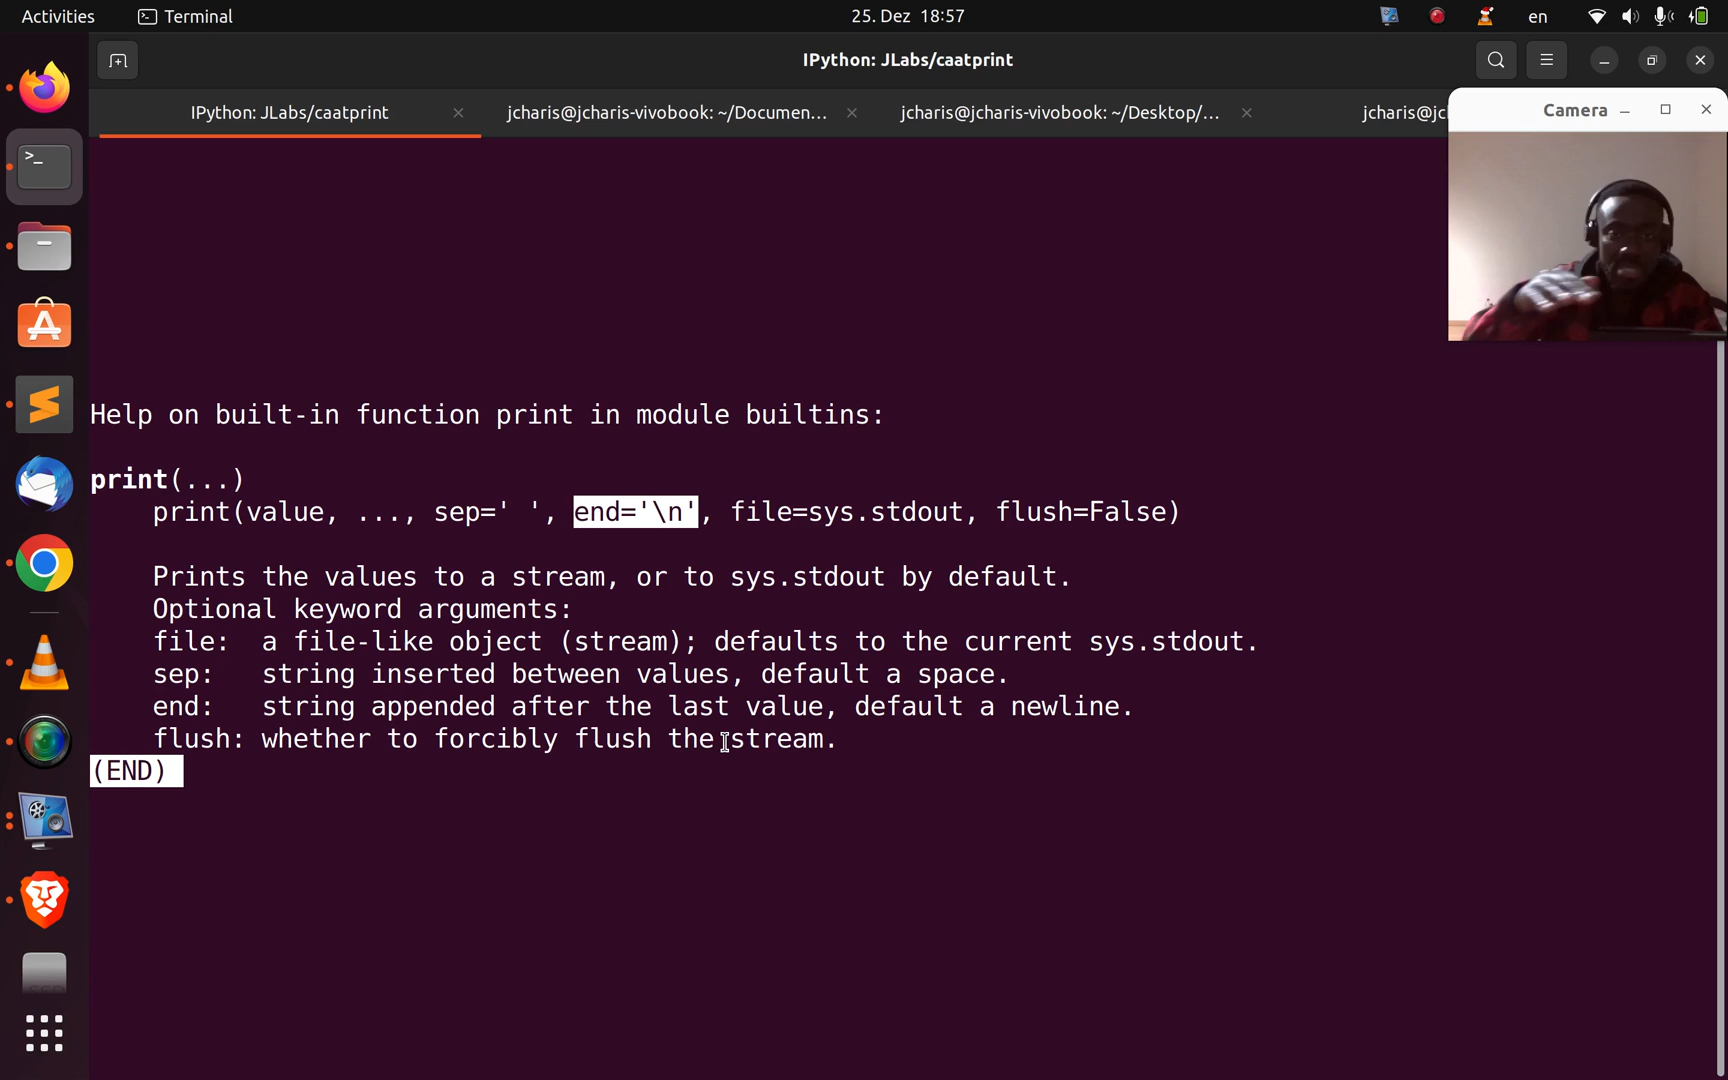 Activities Terminal 25. Dez 18:57 en
IPython: JLabs/caatprint
IPython: JLabs/caatprint jcharis@jcharis-vivobook: ~/Documen... jcharis@jcharis-vivobook: ~/Desktop/... jcharis@jc
Camera
Help on built-in function print in module builtins:
print(...)
print(value, ..., sep=' ', end='\n', file=sys.stdout, flush=False)
Prints the values to a stream, or to sys.stdout by default.
Optional keyword arguments:
file: a file-like object (stream); defaults to the current sys.stdout.
sep: string inserted between values, default a space.
end: string appended after the last value, default a newline.
flush: whether to forcibly flush the stream.
(END)